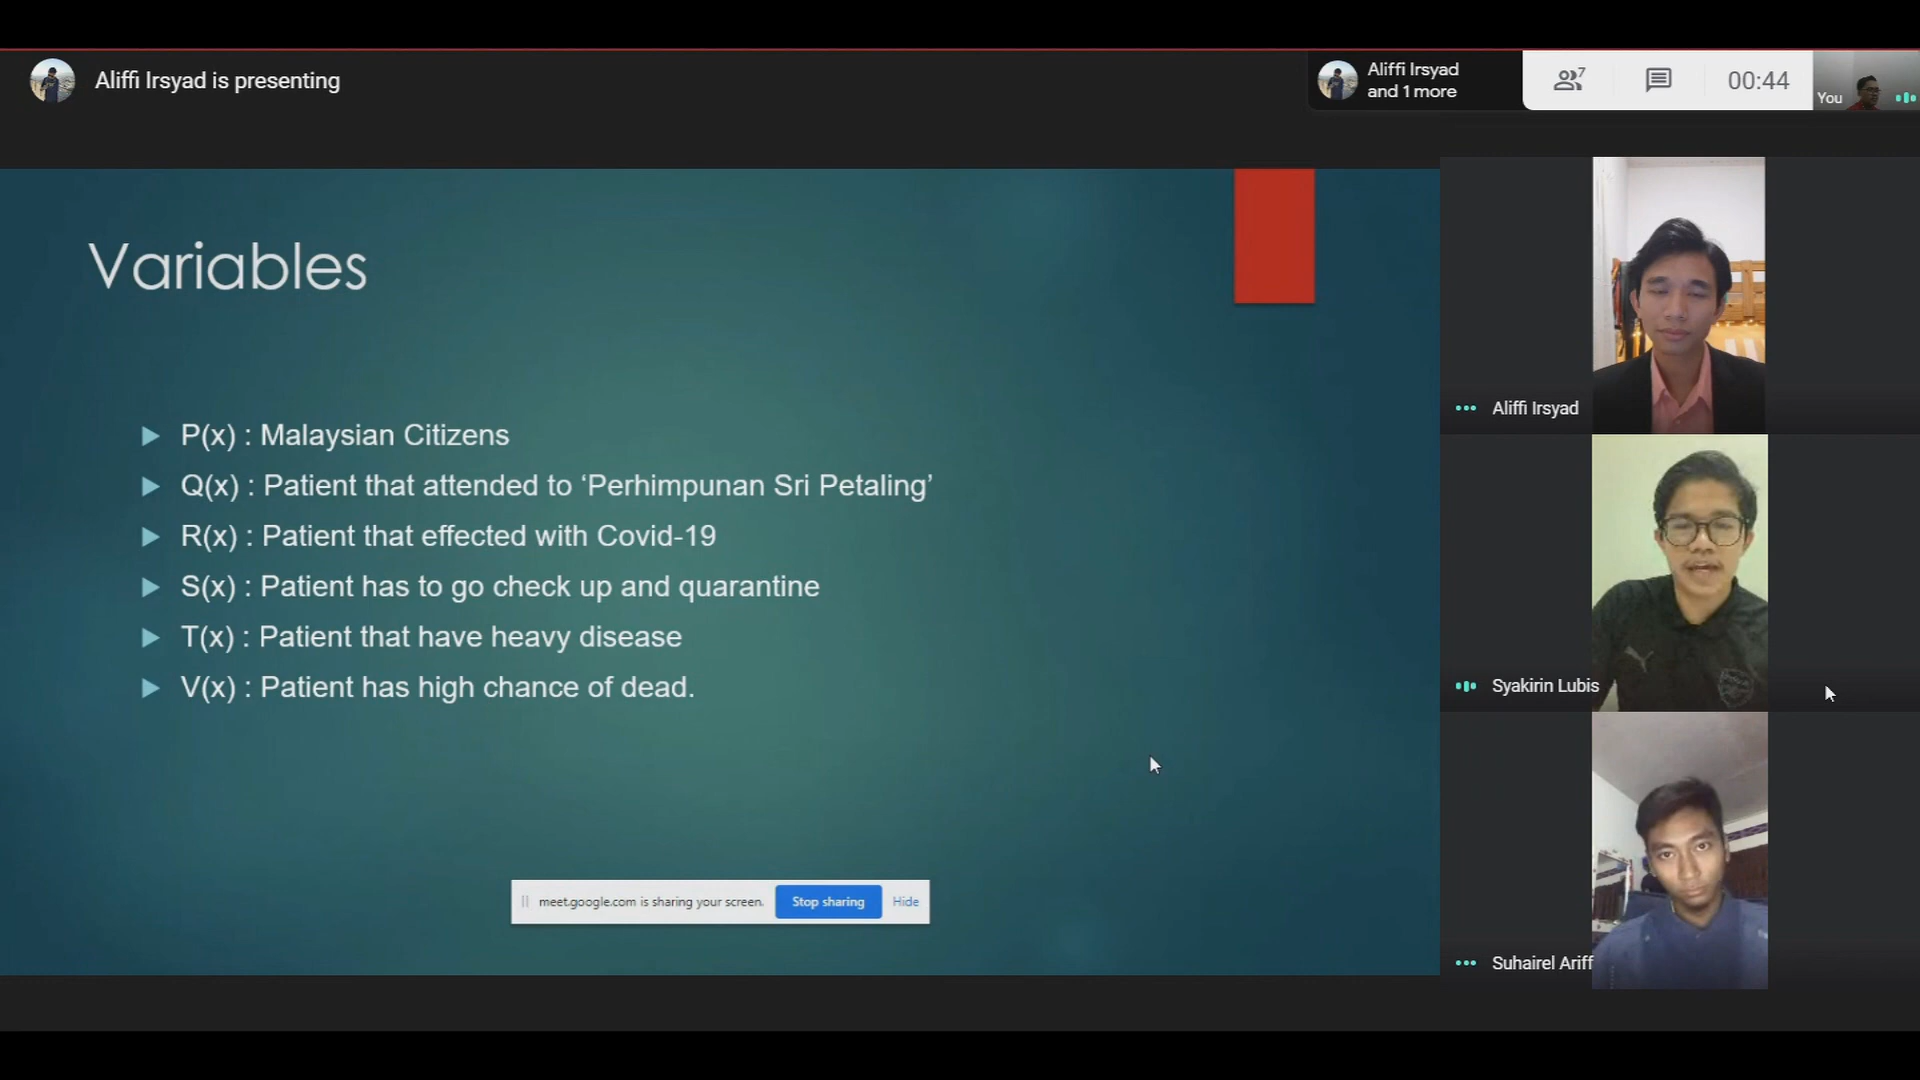 Aliffi Irsyad is presenting
Aliffi Irsyad
and 1 more
7
00:44
You
Variables
P(x) : Malaysian Citizens
Q(x) : Patient that attended to ‘Perhimpunan Sri Petaling’
R(x) : Patient that effected with Covid-19
S(x) : Patient has to go check up and quarantine
T(x) : Patient that have heavy disease
V(x) : Patient has high chance of dead.
Aliffi Irsyad
Syakirin Lubis
Suhairel Ariff
meet.google.com is sharing your screen.
Stop sharing
Hide